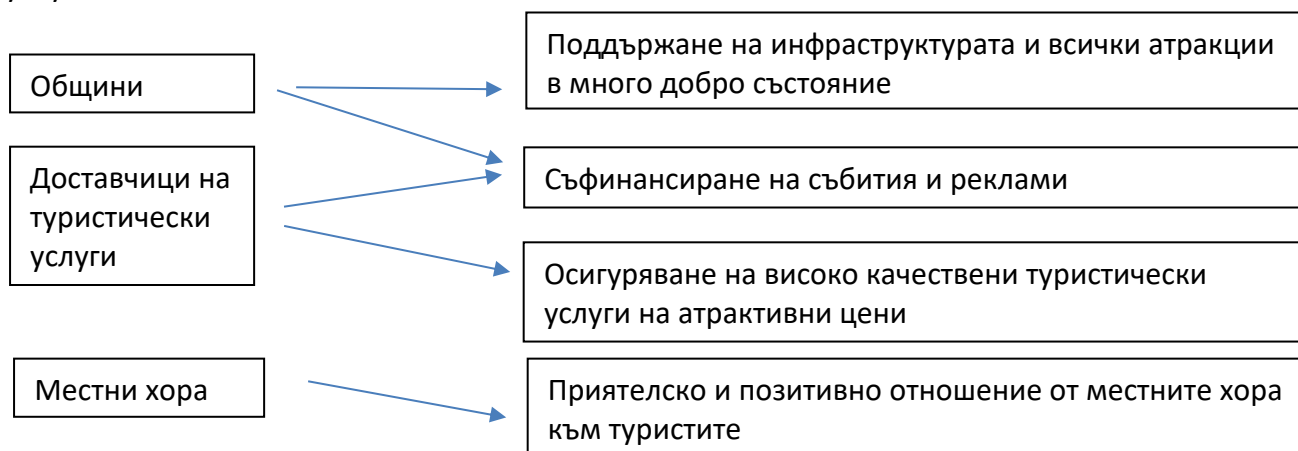 Общини
Поддържане на инфраструктурата и всички атракции
в много добро състояние
Доставчици на
туристически
услуги
Съфинансиране на събития и реклами
Осигуряване на високо качествени туристически
услуги на атрактивни цени
Местни хора
Приятелско и позитивно отношение от местните хора
към туристите